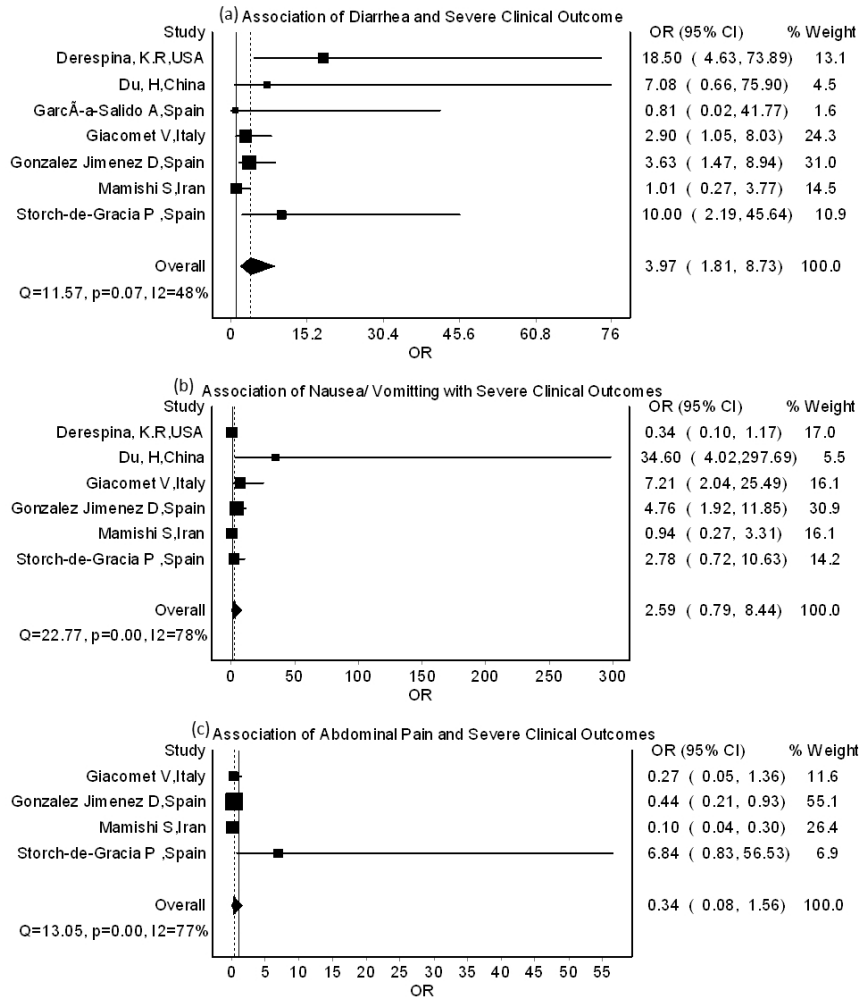 (a) Association of Diarrhea and Severe Clinical Outcome
Study OR (95% CI) % Weight
Derespina, K.R,USA 18.50 ( 4.63, 73.89) 13.1
Du, H,China 7.08 ( 0.66, 75.90) 4.5
GarcÃ-a-Salido A,Spain 0.81 ( 0.02, 41.77) 1.6
Giacomet V,Italy 2.90 ( 1.05, 8.03) 24.3
Gonzalez Jimenez D,Spain 3.63 ( 1.47, 8.94) 31.0
Mamishi S,Iran 1.01 ( 0.27, 3.77) 14.5
Storch-de-Gracia P ,Spain 10.00 ( 2.19, 45.64) 10.9
Overall 3.97 ( 1.81, 8.73) 100.0
Q=11.57, p=0.07, I2=48%
0 15.2 30.4 45.6 60.8 76
OR
(b) Association of Nausea/ Vomitting with Severe Clinical Outcomes
Study OR (95% CI) % Weight
Derespina, K.R,USA 0.34 ( 0.10, 1.17) 17.0
Du, H,China 34.60 ( 4.02,297.69) 5.5
Giacomet V,Italy 7.21 ( 2.04, 25.49) 16.1
Gonzalez Jimenez D,Spain 4.76 ( 1.92, 11.85) 30.9
Mamishi S,Iran 0.94 ( 0.27, 3.31) 16.1
Storch-de-Gracia P ,Spain 2.78 ( 0.72, 10.63) 14.2
Overall 2.59 ( 0.79, 8.44) 100.0
Q=22.77, p=0.00, I2=78%
0 50 100 150 200 250 300
OR
(c) Association of Abdominal Pain and Severe Clinical Outcomes
Study OR (95% CI) % Weight
Giacomet V,Italy 0.27 ( 0.05, 1.36) 11.6
Gonzalez Jimenez D,Spain 0.44 ( 0.21, 0.93) 55.1
Mamishi S,Iran 0.10 ( 0.04, 0.30) 26.4
Storch-de-Gracia P ,Spain 6.84 ( 0.83, 56.53) 6.9
Overall 0.34 ( 0.08, 1.56) 100.0
Q=13.05, p=0.00, I2=77%
0 5 10 15 20 25 30 35 40 45 50 55
OR